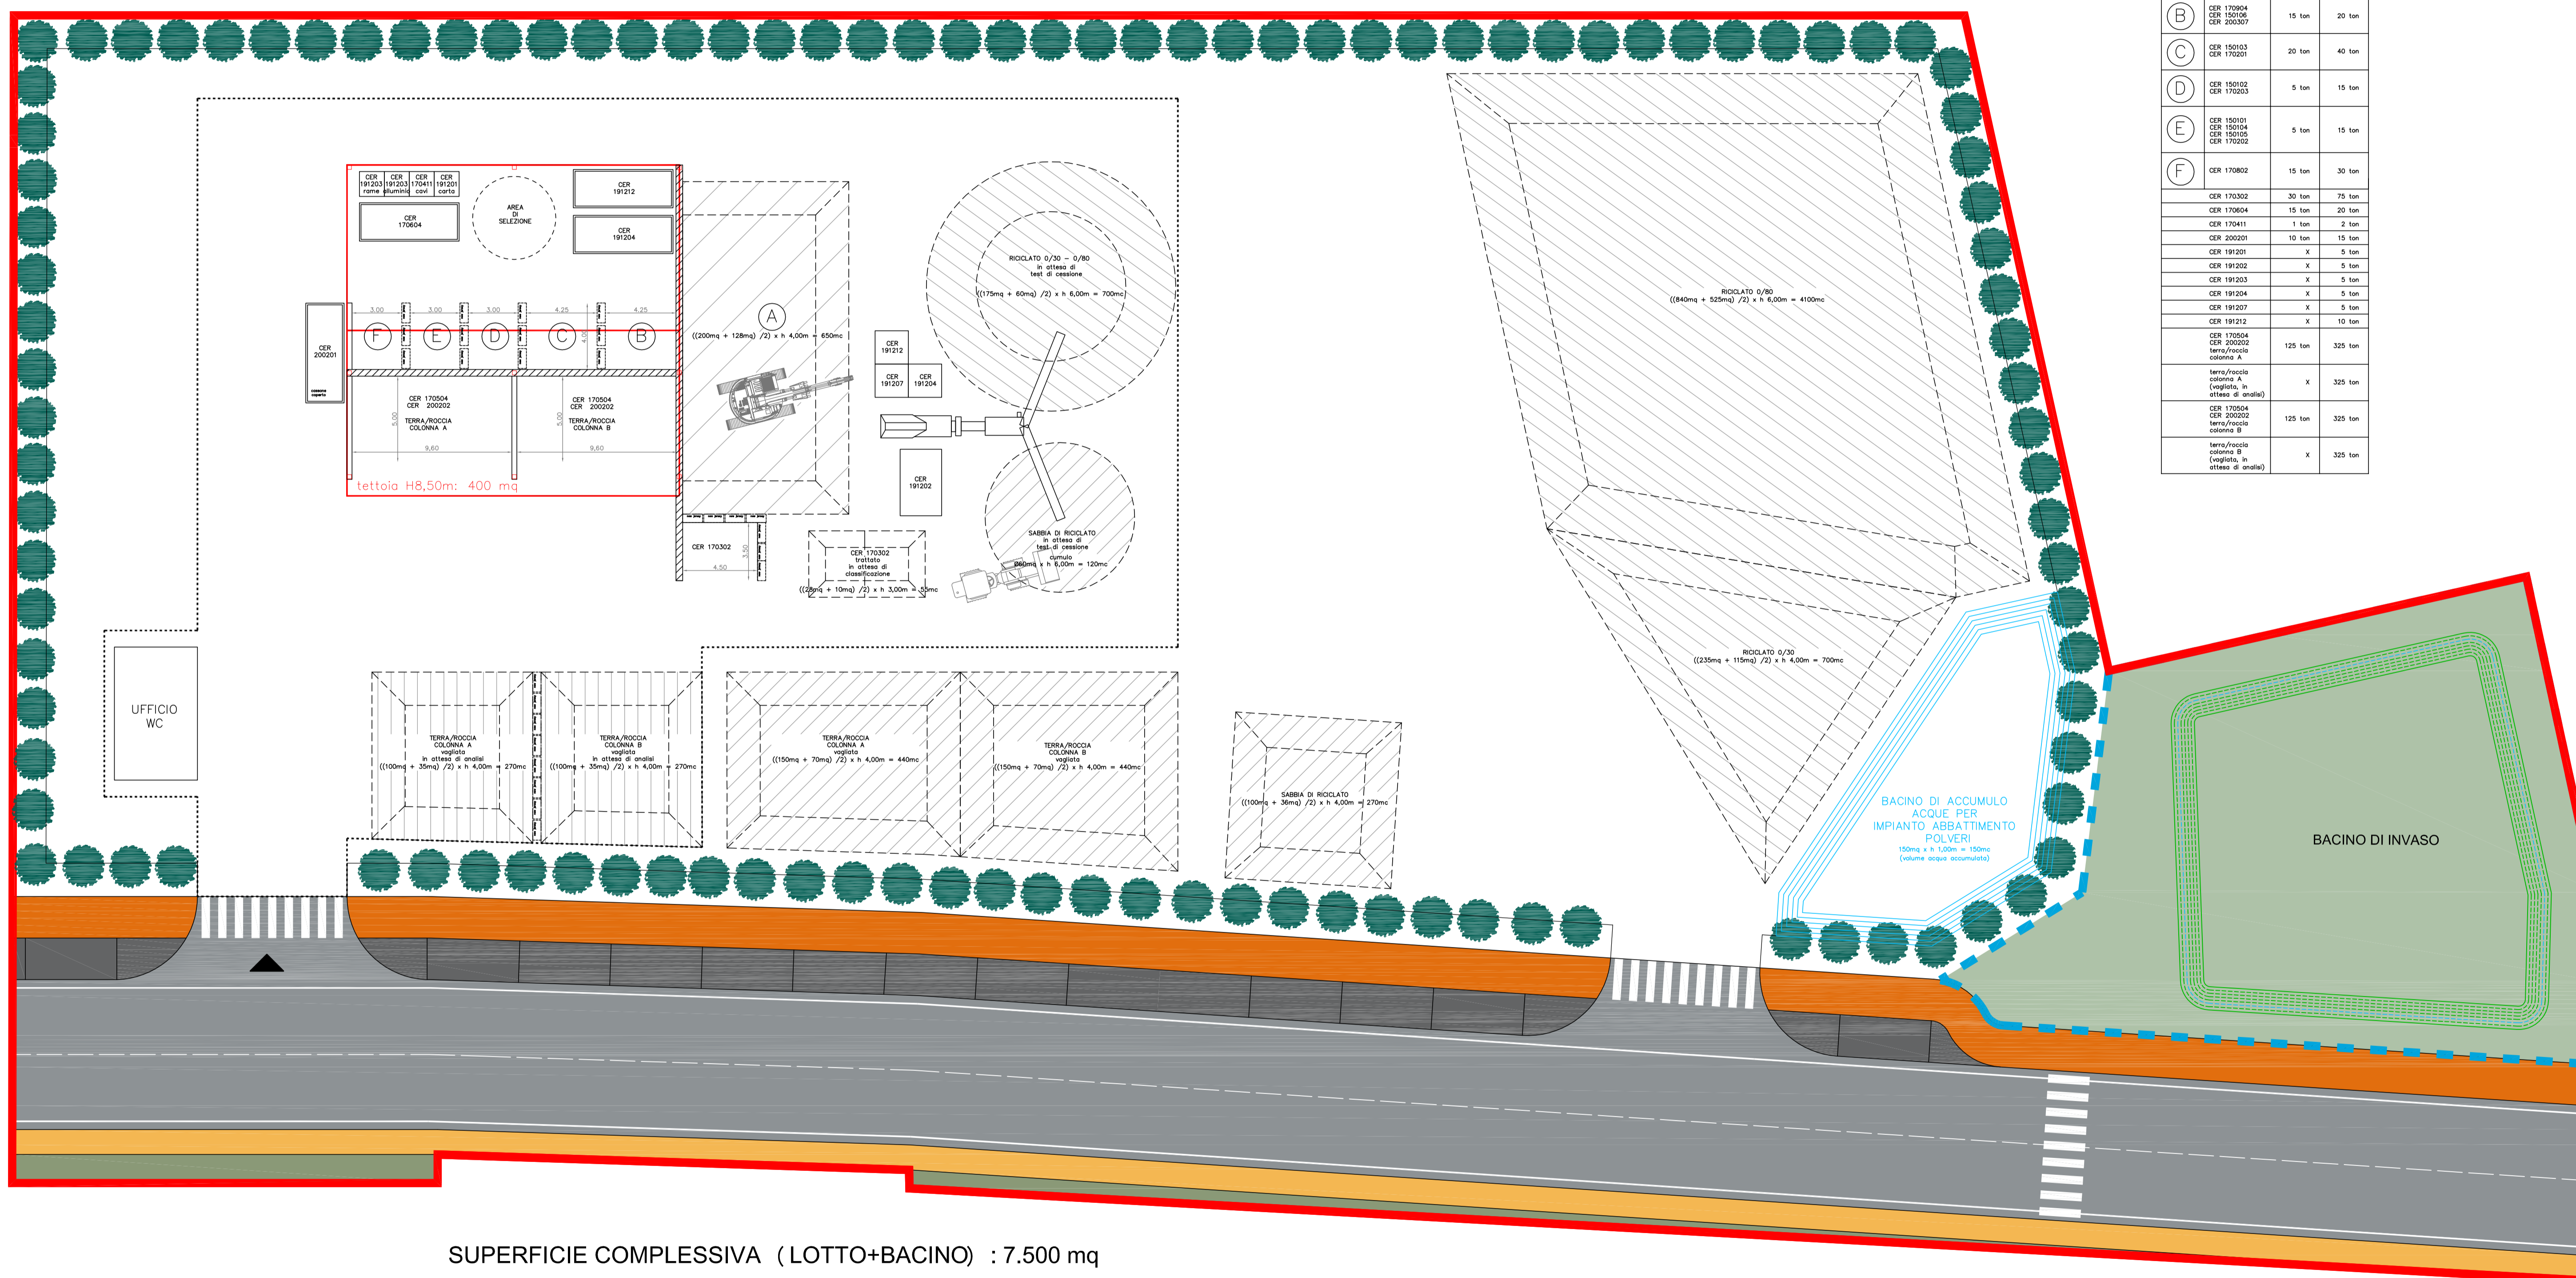 CER
191203
rame
CER
191203
alluminio
CER
170411
cavi
CER
191201
carta
CER
170604
AREA
DI
SELEZIONE
CER
191212
CER
191204
CER
200201
cassone
coperto
3.00
3.00
3.00
4.25
4.25
4.00
F
E
D
C
B
CER 170504
CER 200202
TERRA/ROCCIA
COLONNA A
5.00
9,60
CER 170504
CER 200202
TERRA/ROCCIA
COLONNA B
5.00
9,60
tettoia H8,50m: 400 mq
A
((200mq + 128mq) /2) x h 4,00m = 650mc
CER 170302
3.50
4.50
CER 170302
trattato
in attesa di
classificazione
((28mq + 10mq) /2) x h 3,00m = 55mc
CER
191212
CER
191207
CER
191204
CER
191202
RICICLATO 0/30 - 0/80
in attesa di
test di cessione
((175mq + 60mq) /2) x h 6,00m = 700mc
SABBIA DI RICICLATO
in attesa di
test di cessione
cumulo
Ø60mq x h 6,00m = 120mc
RICICLATO 0/80
((840mq + 525mq) /2) x h 6,00m = 4100mc
RICICLATO 0/30
((235mq + 115mq) /2) x h 4,00m = 700mc
UFFICIO
WC
TERRA/ROCCIA
COLONNA A
vagliata
in attesa di analisi
((100mq + 35mq) /2) x h 4,00m = 270mc
TERRA/ROCCIA
COLONNA B
vagliata
in attesa di analisi
((100mq + 35mq) /2) x h 4,00m = 270mc
TERRA/ROCCIA
COLONNA A
vagliata
((150mq + 70mq) /2) x h 4,00m = 440mc
TERRA/ROCCIA
COLONNA B
vagliata
((150mq + 70mq) /2) x h 4,00m = 440mc
SABBIA DI RICICLATO
((100mq + 36mq) /2) x h 4,00m = 270mc
BACINO DI ACCUMULO
ACQUE PER
IMPIANTO ABBATTIMENTO
POLVERI
150mq x h 1,00m = 150mc
(volume acqua accumulata)
BACINO DI INVASO
B
CER 170904
CER 150106
CER 200307
15 ton 20 ton
C
CER 150103
CER 170201
20 ton 40 ton
D
CER 150102
CER 170203
5 ton 15 ton
E
CER 150101
CER 150104
CER 150105
CER 170202
5 ton 15 ton
F
CER 170802 15 ton 30 ton
CER 170302 30 ton 75 ton
CER 170604 15 ton 20 ton
CER 170411 1 ton 2 ton
CER 200201 10 ton 15 ton
CER 191201 X 5 ton
CER 191202 X 5 ton
CER 191203 X 5 ton
CER 191204 X 5 ton
CER 191207 X 5 ton
CER 191212 X 10 ton
CER 170504
CER 200202
terra/roccia
colonna A
125 ton 325 ton
terra/roccia
colonna A
(vagliata, in
attesa di analisi)
X 325 ton
CER 170504
CER 200202
terra/roccia
colonna B
125 ton 325 ton
terra/roccia
colonna B
(vagliata, in
attesa di analisi)
X 325 ton
SUPERFICIE COMPLESSIVA ( LOTTO+BACINO) : 7.500 mq